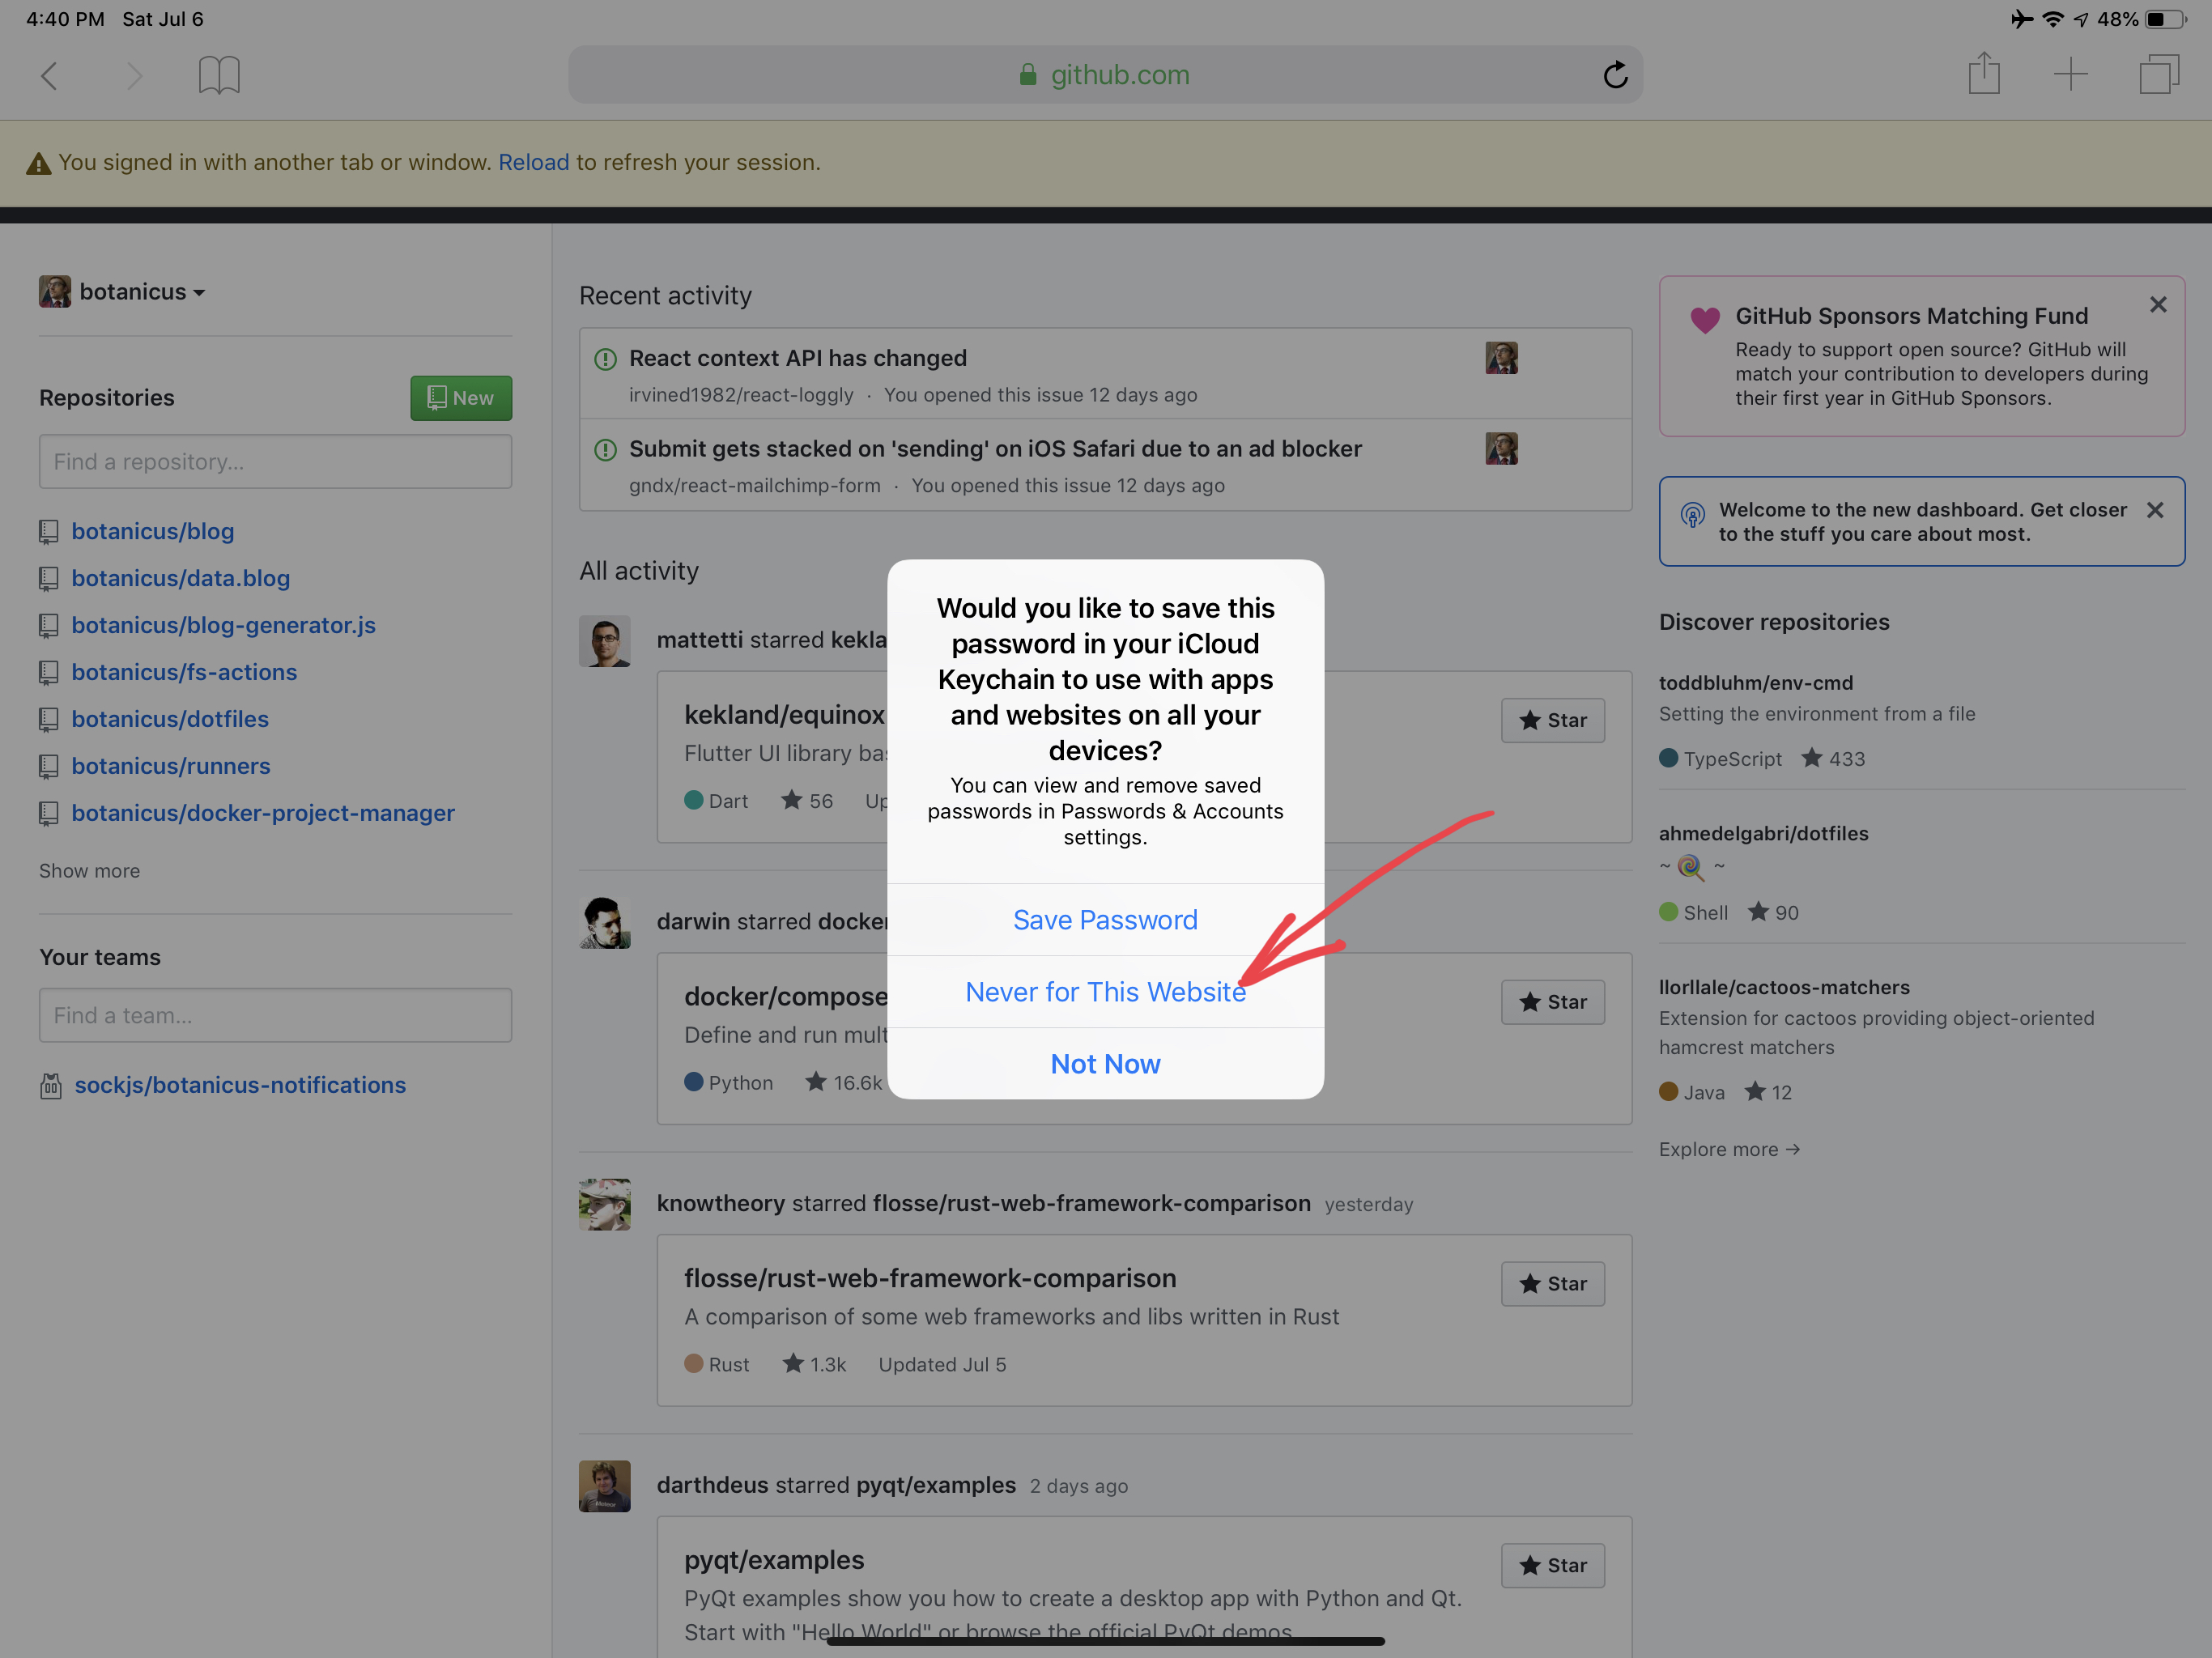 4:40 PM Sat Jul 6
48%
github.com
You signed in with another tab or window. Reload to refresh your session.
botanicus
Repositories
New
Find a repository...
botanicus/blog
botanicus/data.blog
botanicus/blog-generator.js
botanicus/fs-actions
botanicus/dotfiles
botanicus/runners
botanicus/docker-project-manager
Show more
Your teams
Find a team...
sockjs/botanicus-notifications
Recent activity
React context API has changed
irvined1982/react-loggly · You opened this issue 12 days ago
Submit gets stacked on 'sending' on iOS Safari due to an ad blocker
gndx/react-mailchimp-form · You opened this issue 12 days ago
All activity
mattetti starred kekla
kekland/equinox
Star
Flutter UI library ba
Dart 56 Up
darwin starred docker
docker/compose
Star
Define and run mult
Python 16.6k
knowtheory starred flosse/rust-web-framework-comparison yesterday
flosse/rust-web-framework-comparison
Star
A comparison of some web frameworks and libs written in Rust
Rust 1.3k Updated Jul 5
darthdeus starred pyqt/examples 2 days ago
pyqt/examples
Star
PyQt examples show you how to create a desktop app with Python and Qt.
Start with "Hello World" or browse the official PyQt demos
Would you like to save this
password in your iCloud
Keychain to use with apps
and websites on all your
devices?
You can view and remove saved
passwords in Passwords & Accounts
settings.
Save Password
Never for This Website
Not Now
GitHub Sponsors Matching Fund
Ready to support open source? GitHub will
match your contribution to developers during
their first year in GitHub Sponsors.
Welcome to the new dashboard. Get closer
to the stuff you care about most.
Discover repositories
toddbluhm/env-cmd
Setting the environment from a file
TypeScript 433
ahmedelgabri/dotfiles
~ 🍭 ~
Shell 90
llorllale/cactoos-matchers
Extension for cactoos providing object-oriented
hamcrest matchers
Java 12
Explore more →